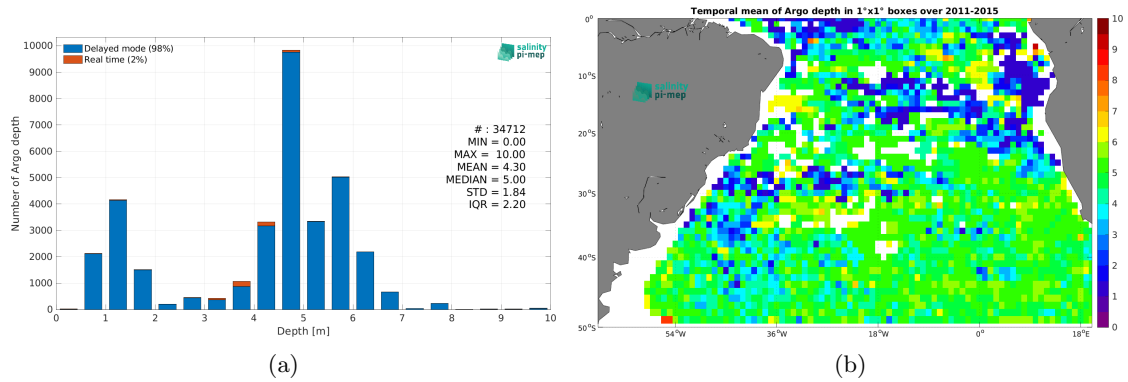 Delayed mode (98%)
Real time (2%)
salinity
pi-mep
# : 34712
MIN = 0.00
MAX = 10.00
MEAN = 4.30
MEDIAN = 5.00
STD = 1.84
IQR = 2.20
Number of Argo depth
10000
9000
8000
7000
6000
5000
4000
3000
2000
1000
0
0 1 2 3 4 5 6 7 8 9 10
Depth [m]
(a)
Temporal mean of Argo depth in 1°x1° boxes over 2011-2015
salinity
pi-mep
0°
10°S
20°S
30°S
40°S
50°S
54°W 36°W 18°W 0° 18°E
10
9
8
7
6
5
4
3
2
1
0
(b)